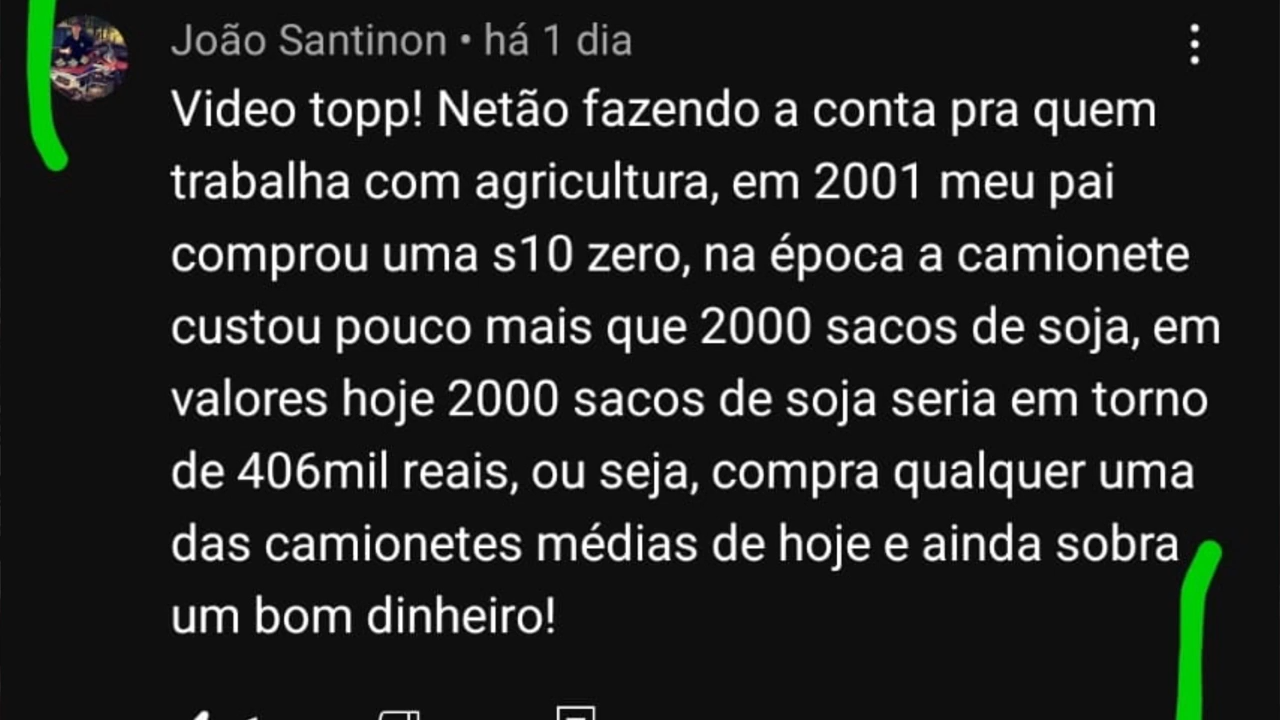 João Santinon • há 1 dia
Video topp! Netão fazendo a conta pra quem
trabalha com agricultura, em 2001 meu pai
comprou uma s10 zero, na época a camionete
custou pouco mais que 2000 sacos de soja, em
valores hoje 2000 sacos de soja seria em torno
de 406mil reais, ou seja, compra qualquer uma
das camionetes médias de hoje e ainda sobra
um bom dinheiro!